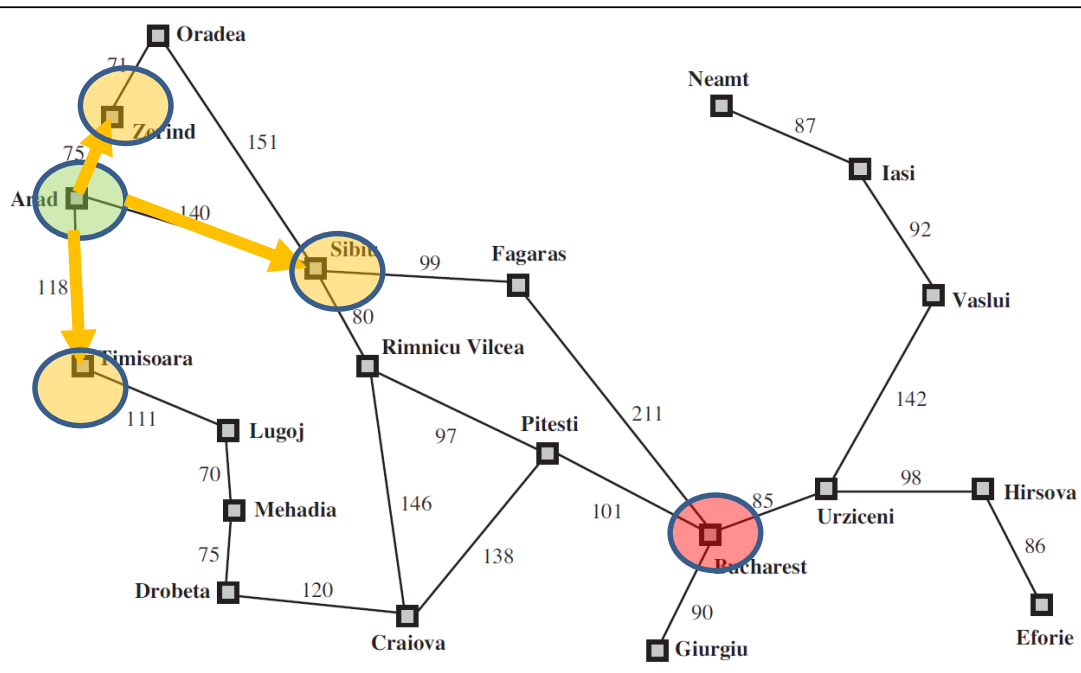 Oradea
71
Neamt
Zerind
87
151
75
Iasi
Arad
140
92
Sibiu
Fagaras
99
118
Vaslui
80
Rimnicu Vilcea
Timisoara
142
211
111
Pitesti
Lugoj
97
70
98
Hirsova
85
146
101
Mehadia
Urziceni
86
75
138
Bucharest
Drobeta
120
90
Craiova
Giurgiu
Eforie